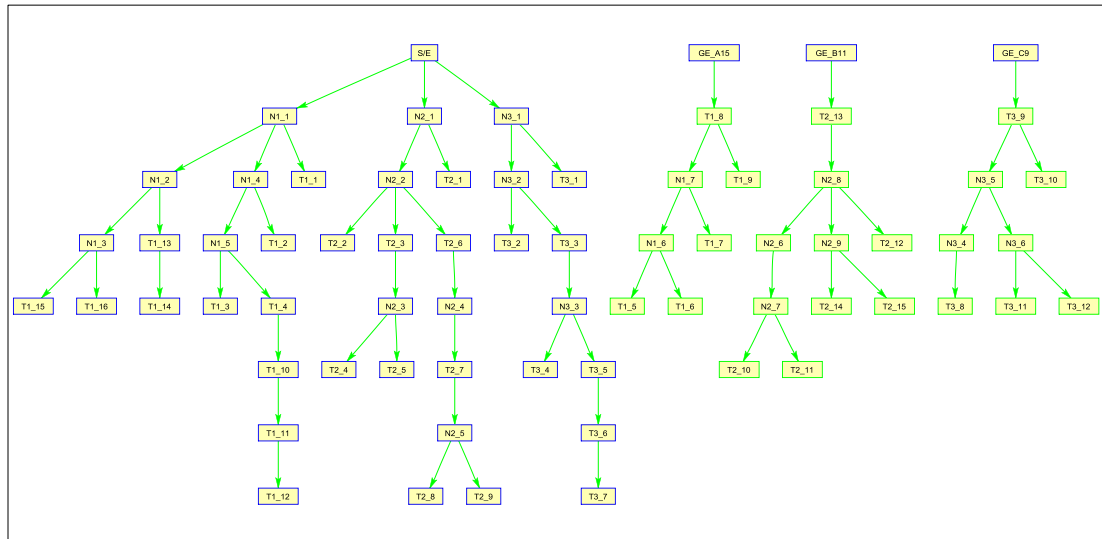 S/E GE_A15 GE_B11 GE_C9
N1_1 N2_1 N3_1 T1_8 T2_13 T3_9
N1_2 N1_4 T1_1 N2_2 T2_1 N3_2 T3_1 N1_7 T1_9 N2_8 N3_5 T3_10
N1_3 T1_13 N1_5 T1_2 T2_2 T2_3 T2_6 T3_2 T3_3 N1_6 T1_7 N2_6 N2_9 T2_12 N3_4 N3_6
T1_15 T1_16 T1_14 T1_3 T1_4 N2_3 N2_4 N3_3 T1_5 T1_6 N2_7 T2_14 T2_15 T3_8 T3_11 T3_12
T1_10 T2_4 T2_5 T2_7 T3_4 T3_5 T2_10 T2_11
T1_11 N2_5 T3_6
T1_12 T2_8 T2_9 T3_7